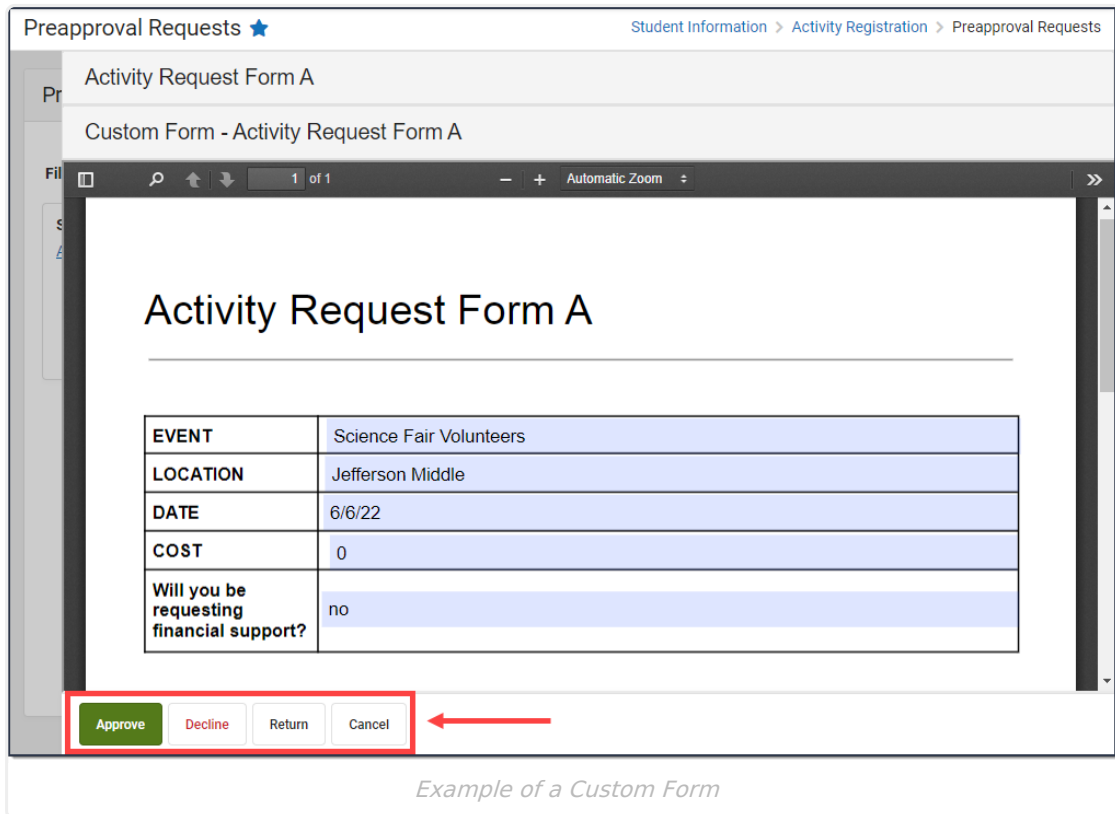 Preapproval Requests
Student Information > Activity Registration > Preapproval Requests
Pr
Activity Request Form A
Custom Form - Activity Request Form A
Fil
1 of 1
Automatic Zoom
S
A
Activity Request Form A
EVENT Science Fair Volunteers
LOCATION Jefferson Middle
DATE 6/6/22
COST 0
Will you be
requesting no
financial support?
Approve Decline Return Cancel
Example of a Custom Form